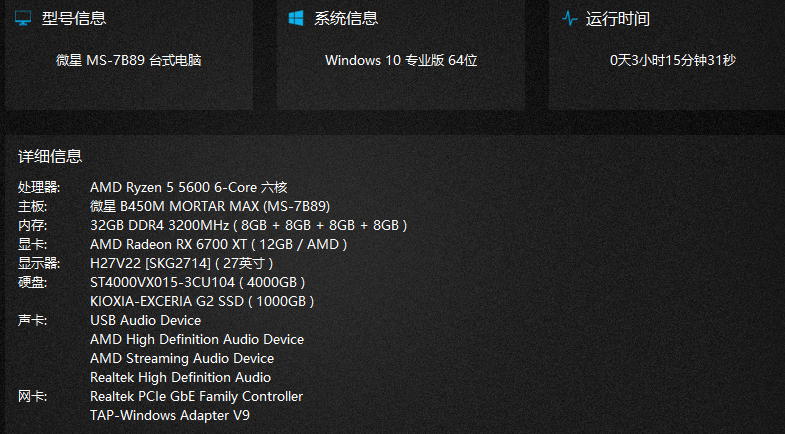 型号信息
系统信息
运行时间
微星 MS-7B89 台式电脑
Windows 10 专业版 64位
0天3小时15分钟31秒
详细信息
处理器: AMD Ryzen 5 5600 6-Core 六核
主板: 微星 B450M MORTAR MAX (MS-7B89)
内存: 32GB DDR4 3200MHz ( 8GB + 8GB + 8GB + 8GB )
显卡: AMD Radeon RX 6700 XT ( 12GB / AMD )
显示器: H27V22 [SKG2714] ( 27英寸 )
硬盘: ST4000VX015-3CU104 ( 4000GB )
KIOXIA-EXCERIA G2 SSD ( 1000GB )
声卡: USB Audio Device
AMD High Definition Audio Device
AMD Streaming Audio Device
Realtek High Definition Audio
网卡: Realtek PCIe GbE Family Controller
TAP-Windows Adapter V9